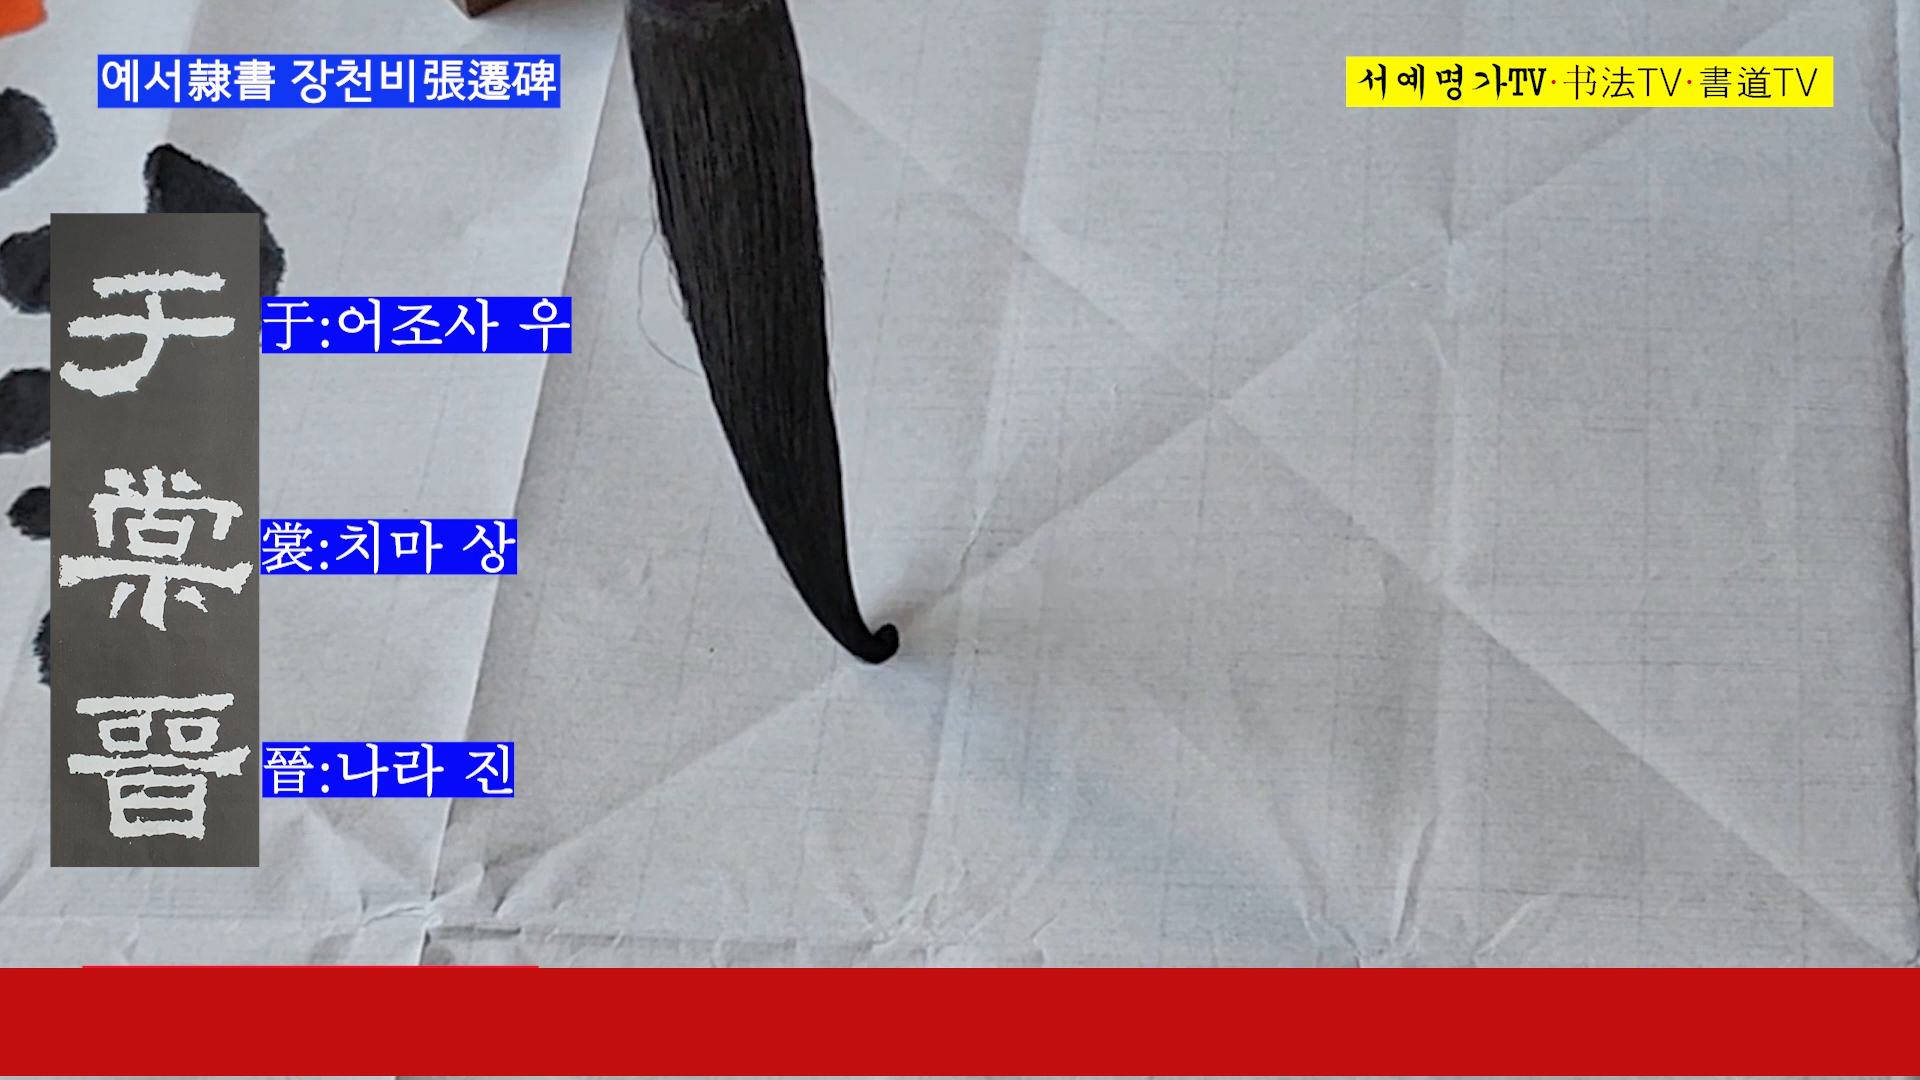 예서隸書 장천비張遷碑
서예명가TV·书法TV·書道TV
于
棠
晉
于:어조사 우
裳:치마 상
晉:나라 진